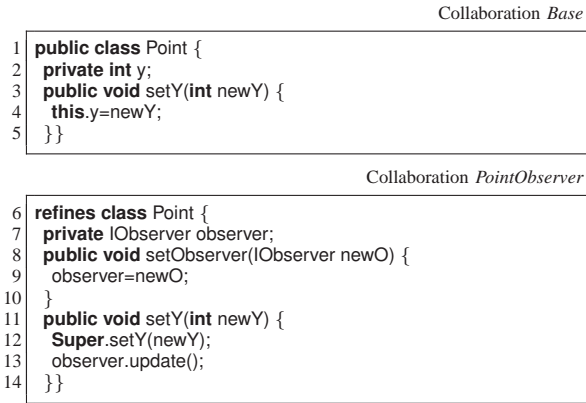 Collaboration Base
1 public class Point {
2 private int y;
3 public void setY(int newY) {
4 this.y=newY;
5 }}
Collaboration PointObserver
6 refines class Point {
7 private IObserver observer;
8 public void setObserver(IObserver newO) {
9 observer=newO;
10 }
11 public void setY(int newY) {
12 Super.setY(newY);
13 observer.update();
14 }}